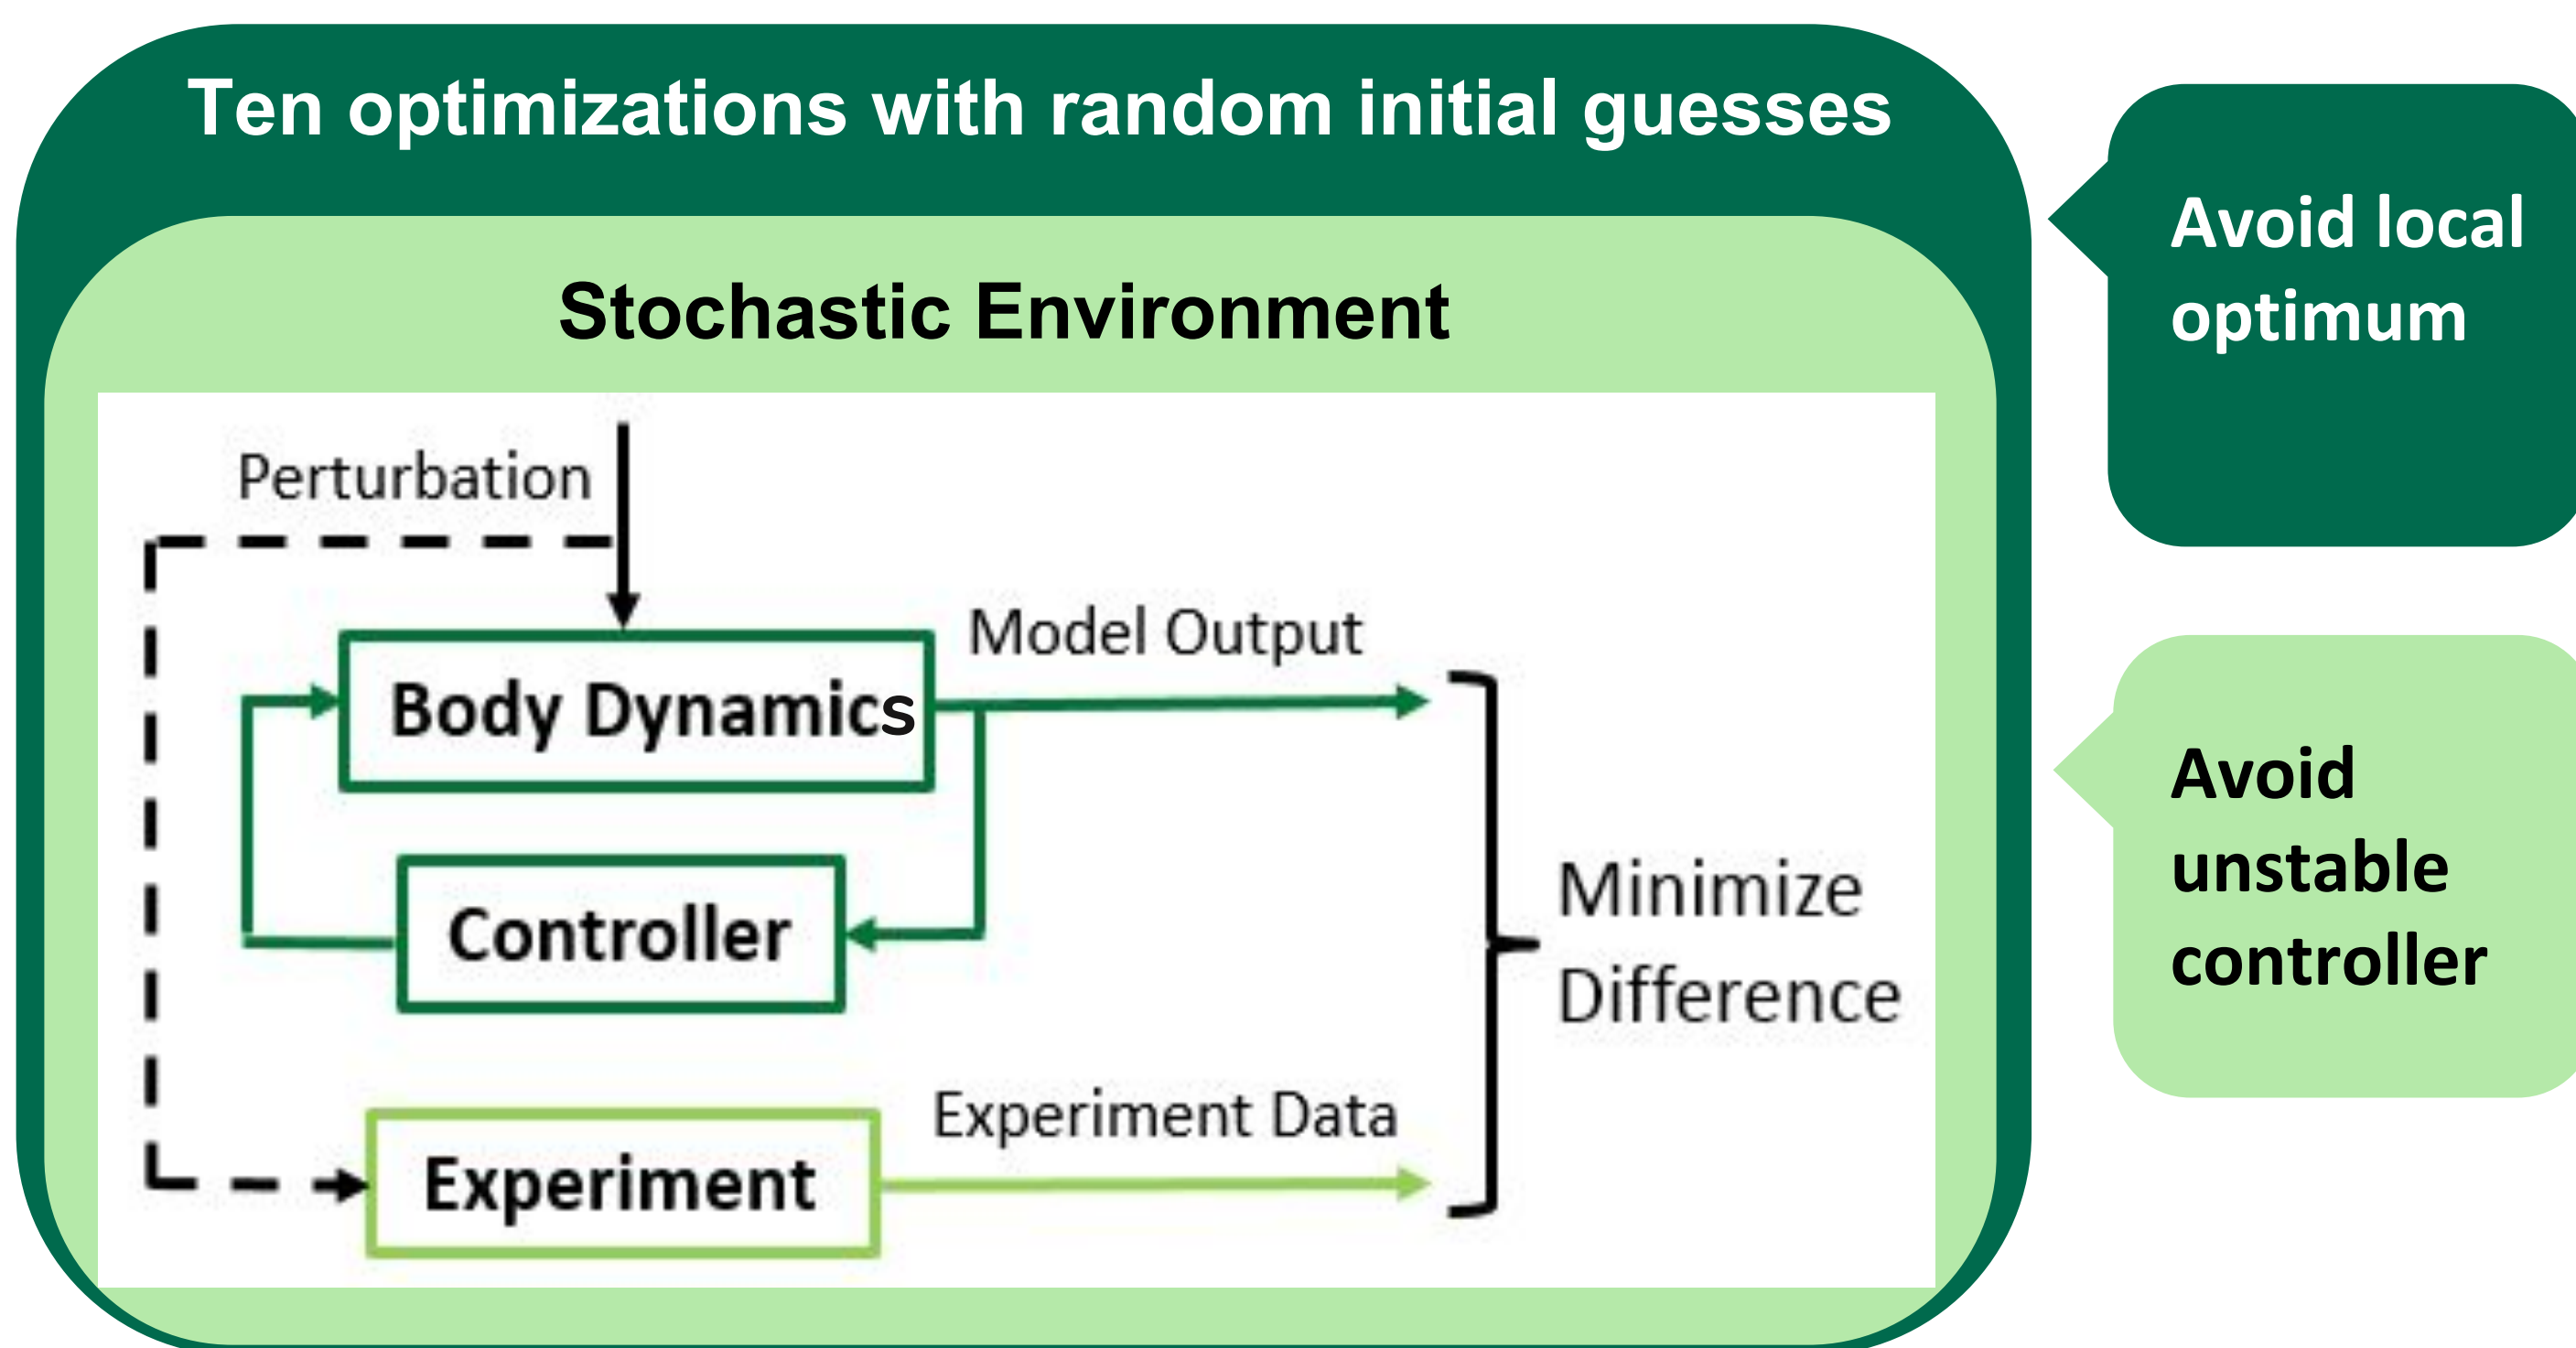 Ten optimizations with random initial guesses
Avoid local
optimum
Stochastic Environment
Perturbation
Model Output
Body Dynamics
Avoid
unstable
controller
Controller
Minimize
Difference
Experiment Data
Experiment